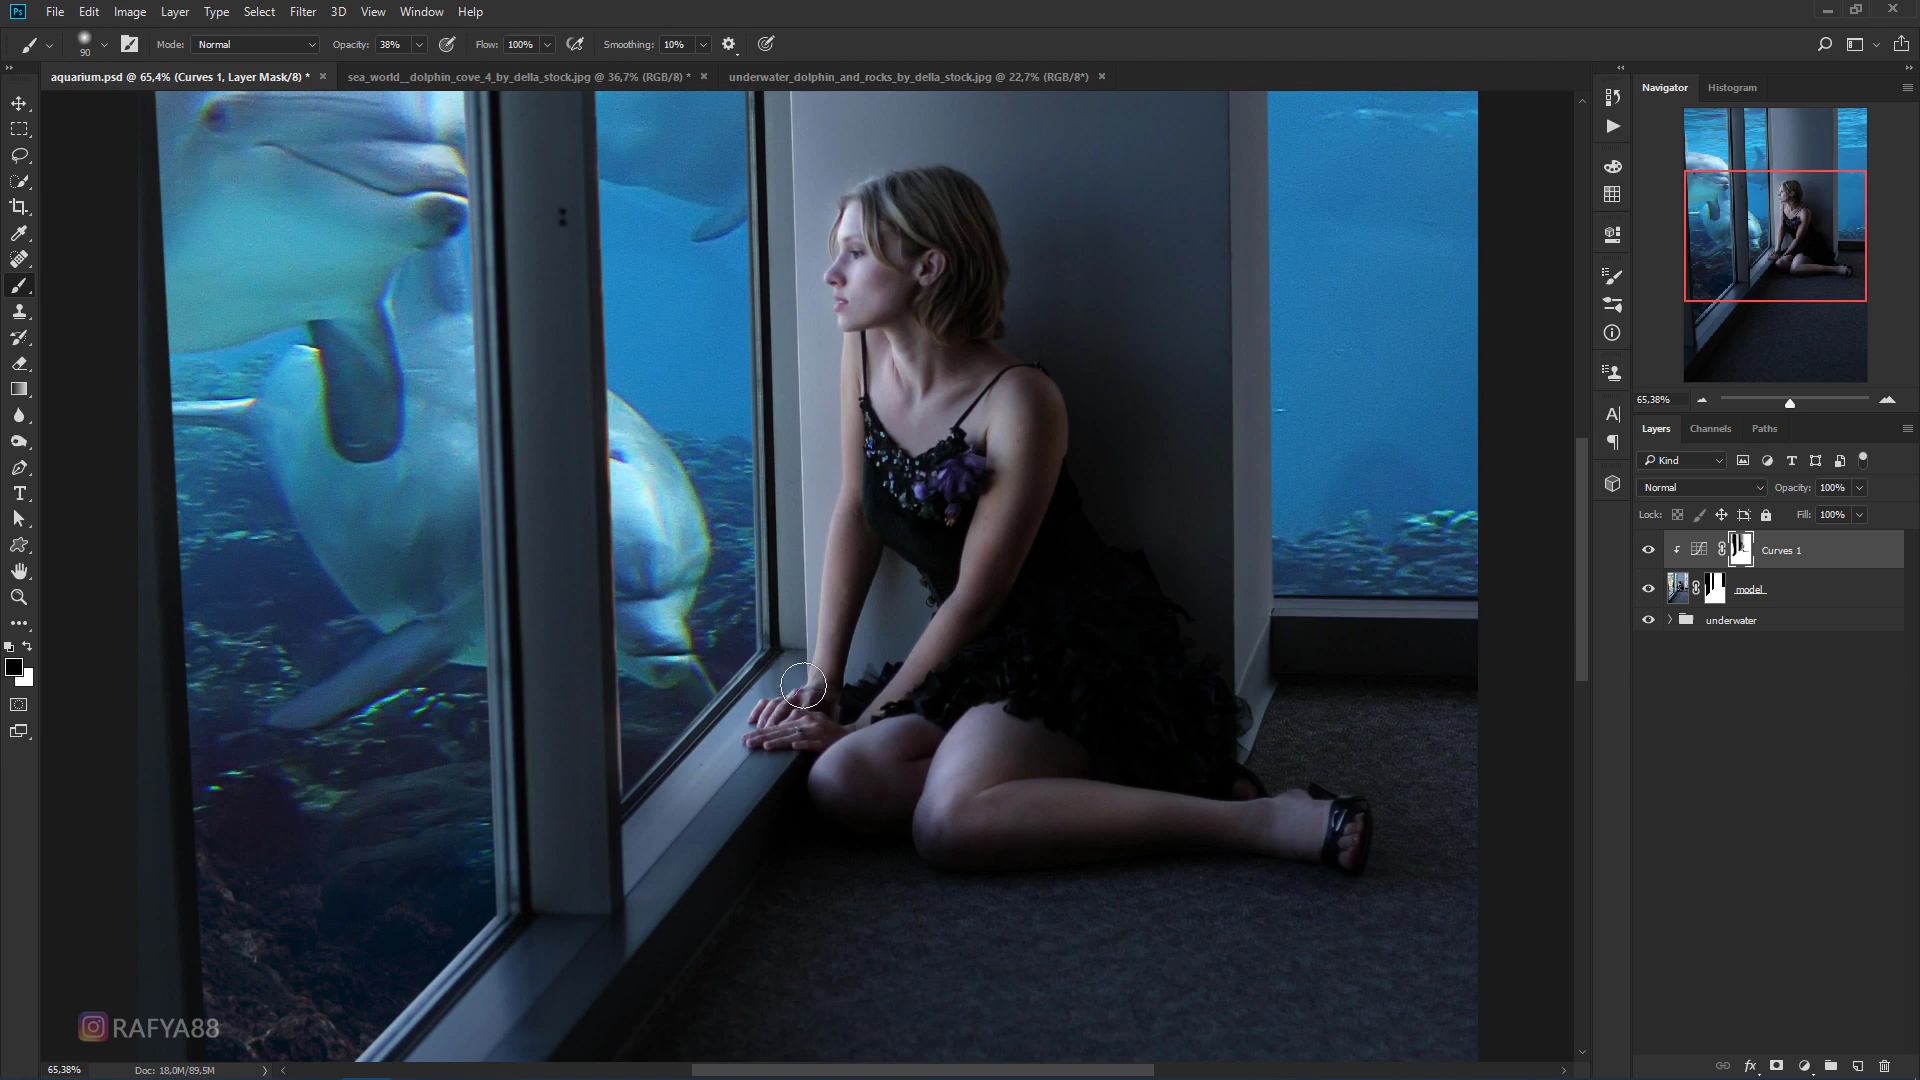 Ps File Edit Image Layer Type Select Filter 3D View Window Help
90 Mode: Normal Opacity: 38% Flow: 100% Smoothing: 10%
aquarium.psd @ 65,4% (Curves 1, Layer Mask/8) * × sea_world__dolphin_cove_4_by_della_stock.jpg @ 36,7% (RGB/8) * × underwater_dolphin_and_rocks_by_della_stock.jpg @ 22,7% (RGB/8*) ×
Navigator Histogram
65,38%
Layers Channels Paths
Kind
Normal Opacity: 100%
Lock: Fill: 100%
Curves 1
model
underwater
RAFYA88
65,38% Doc: 18,0M/89,5M